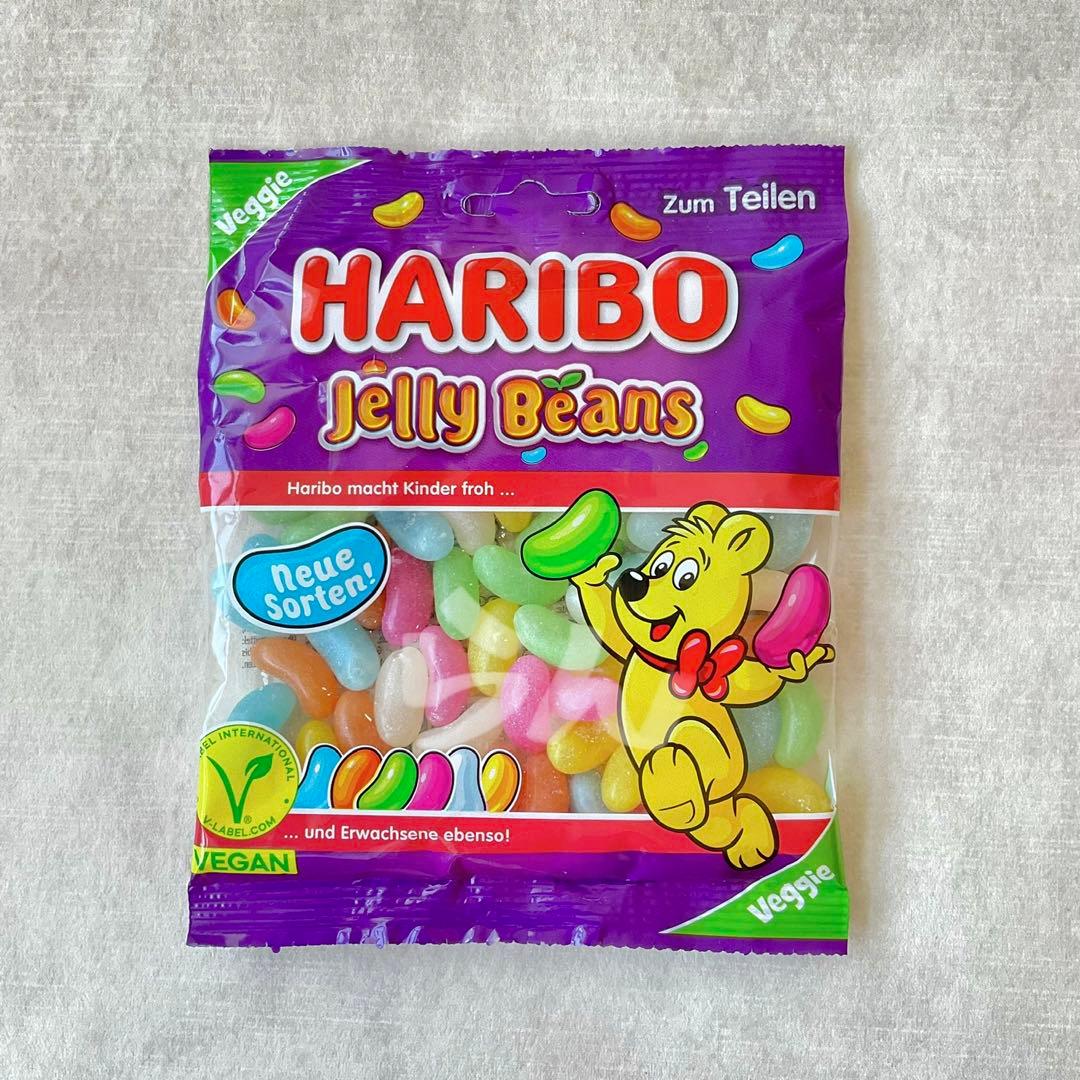 Veggie
Zum Teilen
HARIBO
Jelly Beans
Haribo macht Kinder froh ...
Neue
Sorten!
INTERNATIONAL
V-LABEL.COM
®
... und Erwachsene ebenso!
VEGAN
Veggie